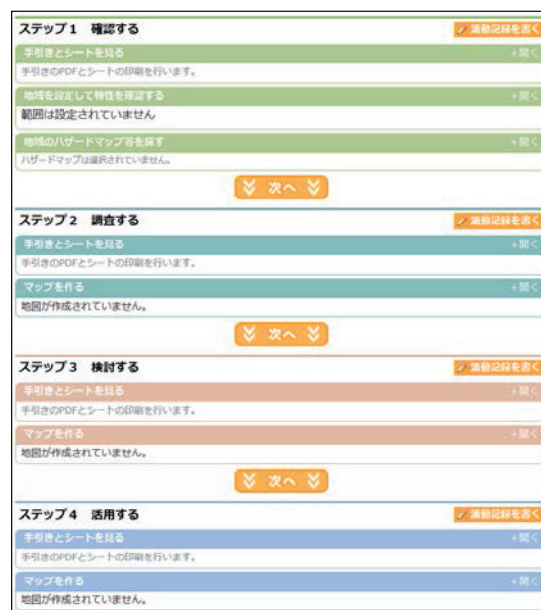 ステップ1 確認する
活動記録を書く
手引きとシートを見る
+開く
手引きのPDFとシートの印刷を行います。
地域を設定して特性を確認する
+開く
範囲は設定されていません
地域のハザードマップ等を探す
+開く
ハザードマップは選択されていません。
次へ
ステップ2 調査する
活動記録を書く
手引きとシートを見る
+開く
手引きのPDFとシートの印刷を行います。
マップを作る
+開く
地図が作成されていません。
次へ
ステップ3 検討する
活動記録を書く
手引きとシートを見る
+開く
手引きのPDFとシートの印刷を行います。
マップを作る
+開く
地図が作成されていません。
次へ
ステップ4 活用する
活動記録を書く
手引きとシートを見る
+開く
手引きのPDFとシートの印刷を行います。
マップを作る
+開く
地図が作成されていません。